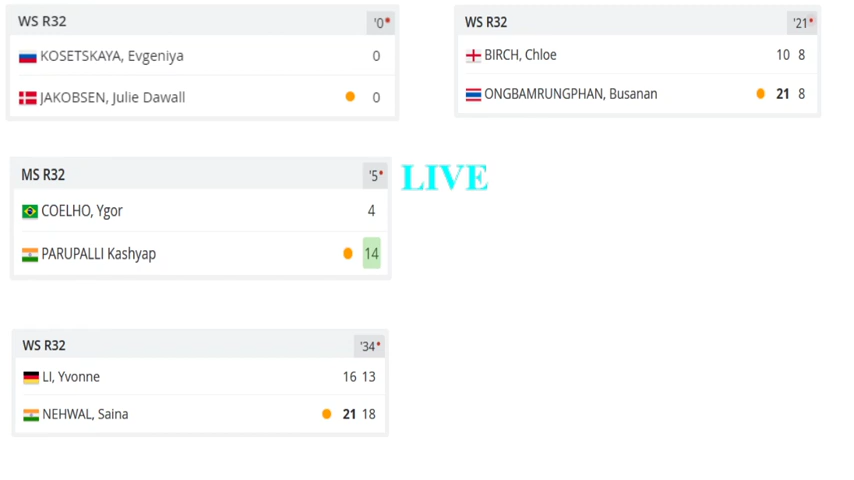 WS R32 '0
KOSETSKAYA, Evgeniya 0
JAKOBSEN, Julie Dawall 0
WS R32 '21
BIRCH, Chloe 10 8
ONGBAMRUNGPHAN, Busanan 21 8
MS R32 '5
LIVE
COELHO, Ygor 4
PARUPALLI Kashyap 14
WS R32 '34
LI, Yvonne 16 13
NEHWAL, Saina 21 18